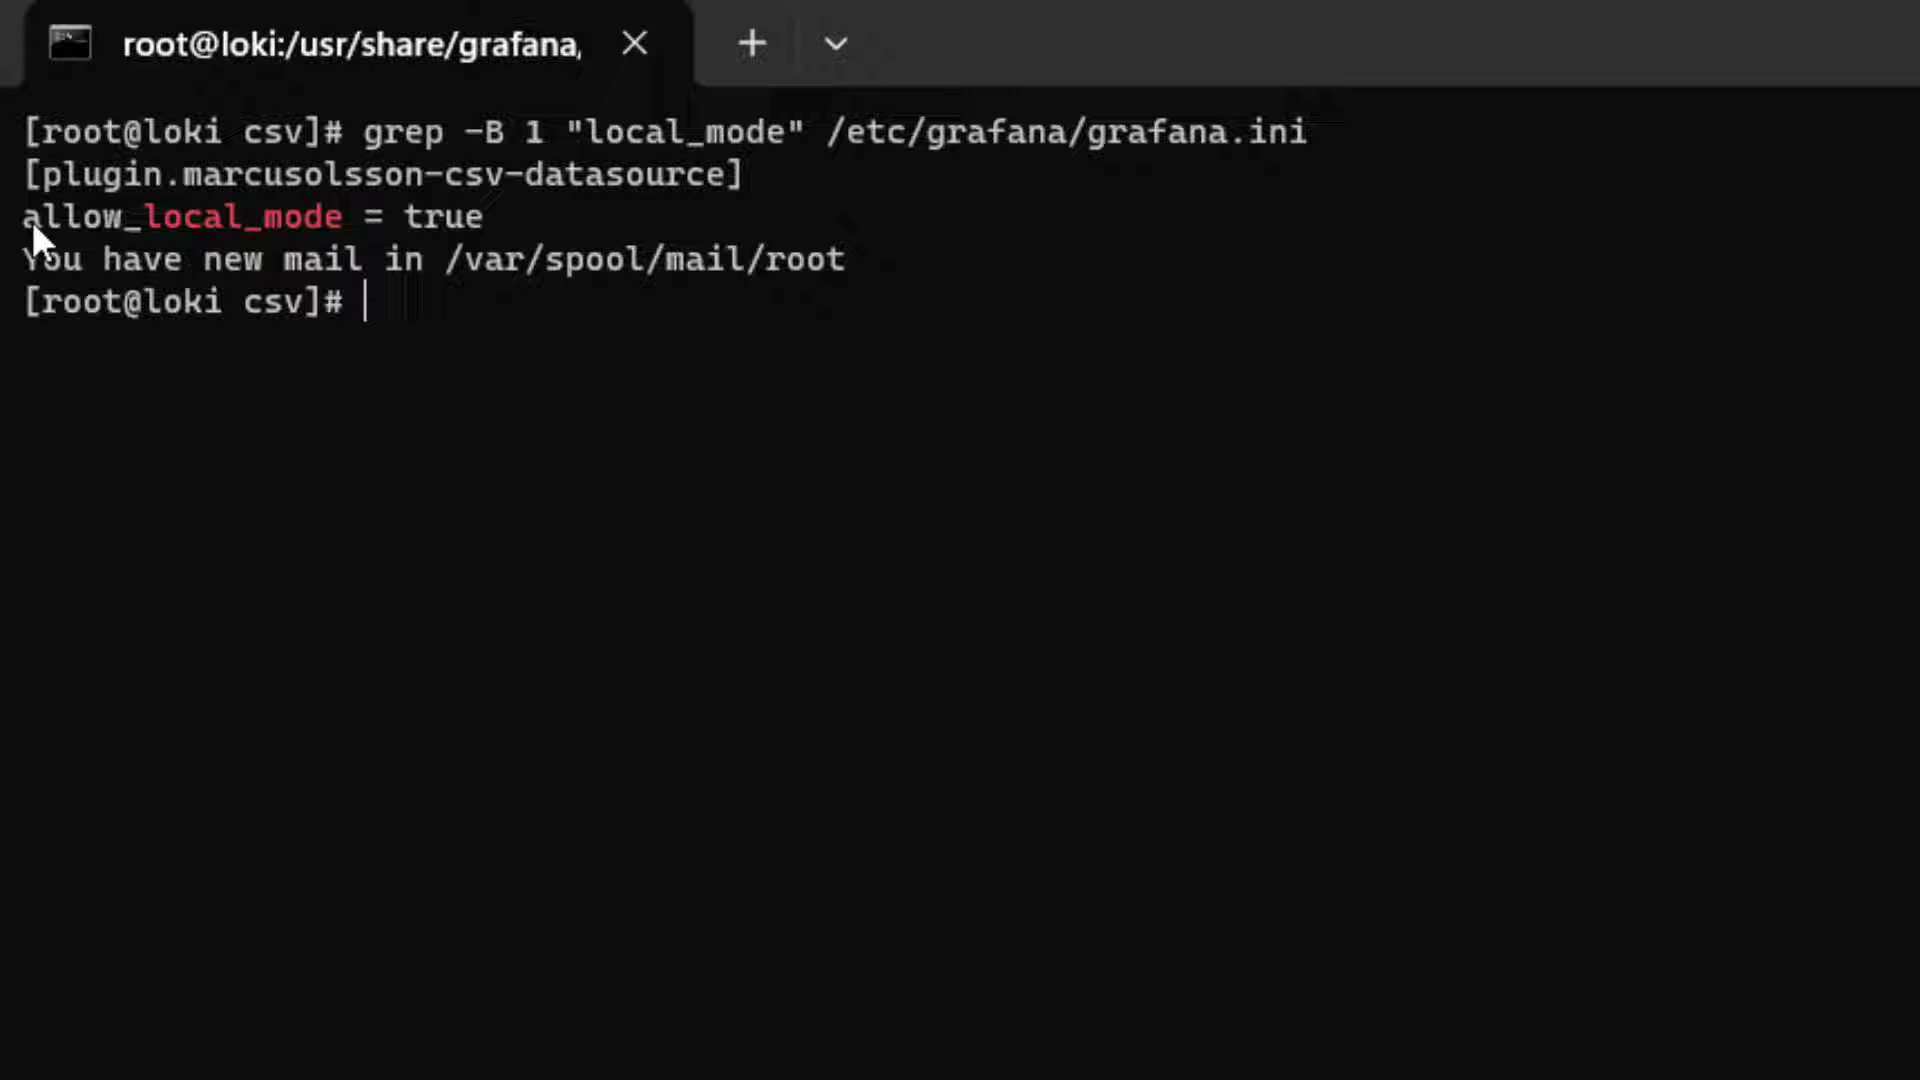 root@loki:/usr/share/grafana,
[root@loki csv]# grep -B 1 "local_mode" /etc/grafana/grafana.ini
[plugin.marcusolsson-csv-datasource]
allow_local_mode = true
You have new mail in /var/spool/mail/root
[root@loki csv]#